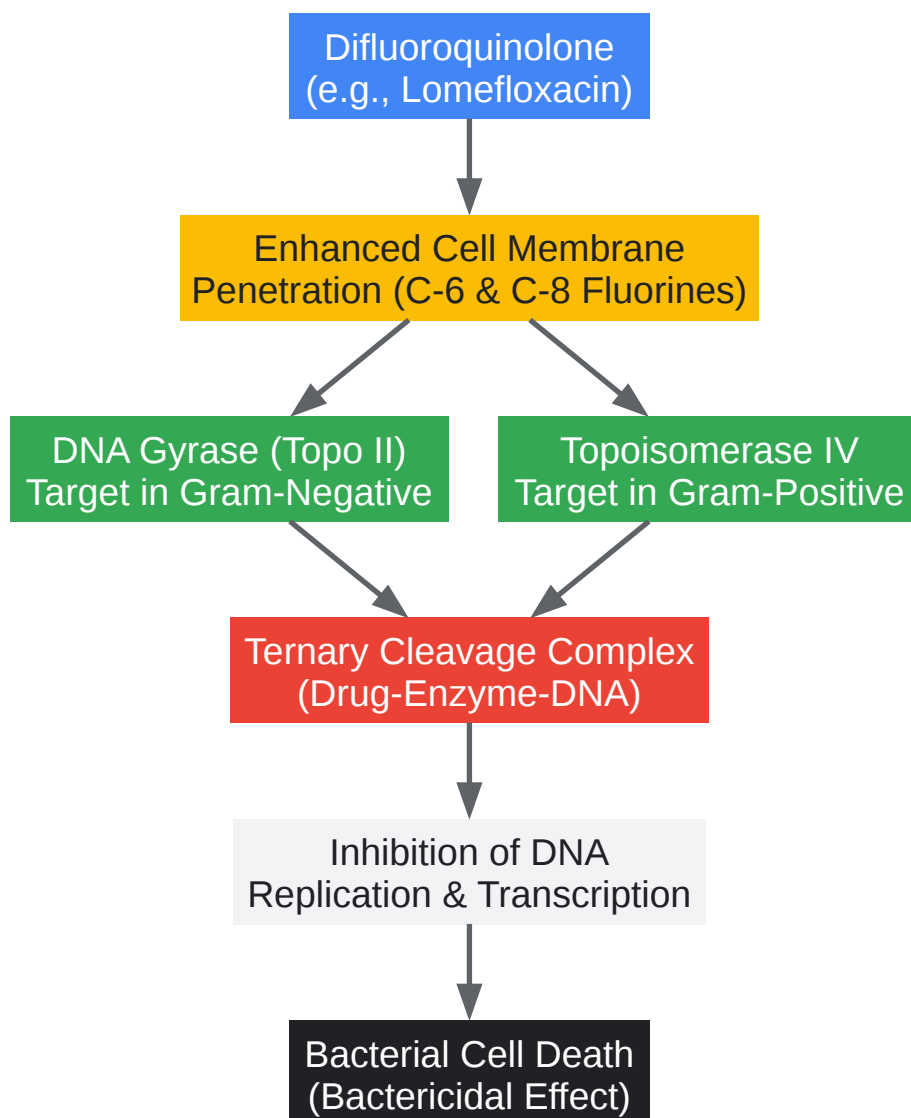 Difluoroquinolone
(e.g., Lomefloxacin)
Enhanced Cell Membrane
Penetration (C-6 & C-8 Fluorines)
DNA Gyrase (Topo II)
Target in Gram-Negative
Topoisomerase IV
Target in Gram-Positive
Ternary Cleavage Complex
(Drug-Enzyme-DNA)
Inhibition of DNA
Replication & Transcription
Bacterial Cell Death
(Bactericidal Effect)